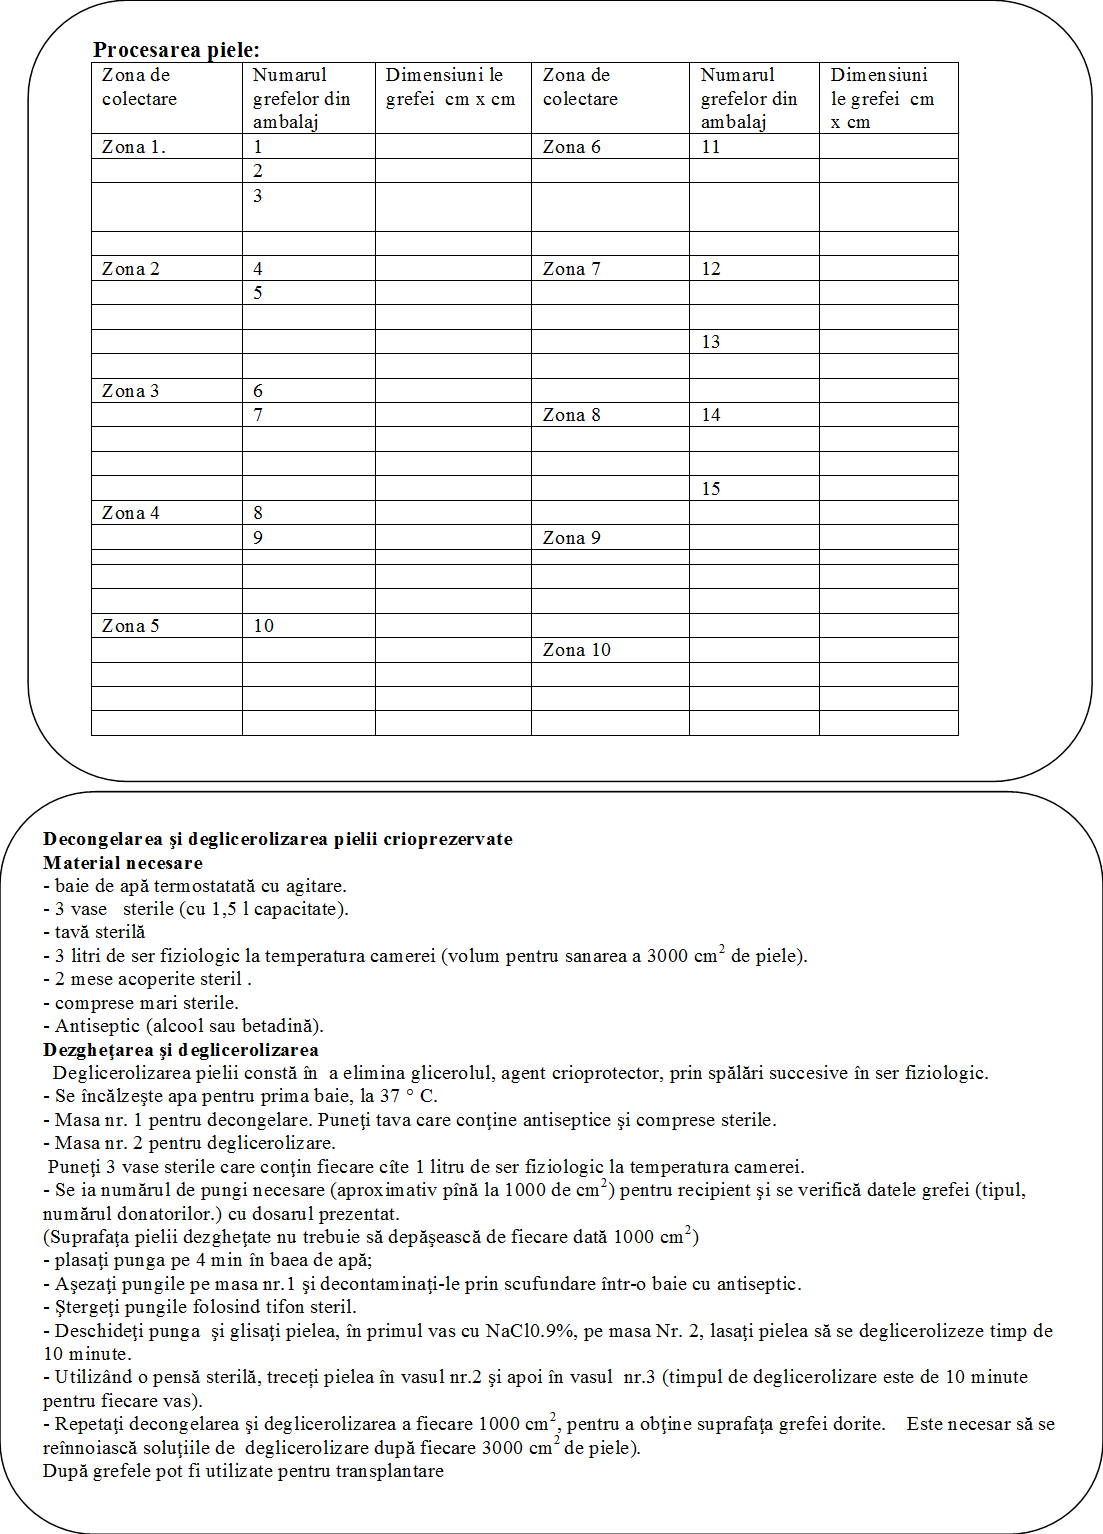 Procesarea piele:
Zona de colectare Numarul grefelor din ambalaj Dimensiuni le grefei cm x cm Zona de colectare Numarul grefelor din ambalaj Dimensiuni le grefei cm x cm
Zona 1. 1 Zona 6 11
2
3
Zona 2 4 Zona 7 12
5
13
Zona 3 6
7 Zona 8 14
15
Zona 4 8
9 Zona 9
Zona 5 10
Zona 10
Decongelarea şi deglicerolizarea pielii crioprezervate
Material necesare
- baie de apă termostatată cu agitare.
- 3 vase sterile (cu 1,5 l capacitate).
- tavă sterilă
- 3 litri de ser fiziologic la temperatura camerei (volum pentru sanarea a 3000 cm² de piele).
- 2 mese acoperite steril .
- comprese mari sterile.
- Antiseptic (alcool sau betadină).
Dezgheţarea şi deglicerolizarea
Deglicerolizarea pielii constă în a elimina glicerolul, agent crioprotector, prin spălări succesive în ser fiziologic.
- Se încălzeşte apa pentru prima baie, la 37 ° C.
- Masa nr. 1 pentru decongelare. Puneţi tava care conţine antiseptice şi comprese sterile.
- Masa nr. 2 pentru deglicerolizare.
Puneţi 3 vase sterile care conţin fiecare cîte 1 litru de ser fiziologic la temperatura camerei.
- Se ia numărul de pungi necesare (aproximativ pînă la 1000 de cm²) pentru recipient şi se verifică datele grefei (tipul,
numărul donatorilor.) cu dosarul prezentat.
(Suprafaţa pielii dezgheţate nu trebuie să depăşească de fiecare dată 1000 cm²)
- plasaţi punga pe 4 min în baea de apă;
- Aşezaţi pungile pe masa nr.1 şi decontaminaţi-le prin scufundare într-o baie cu antiseptic.
- Ştergeţi pungile folosind tifon steril.
- Deschideţi punga şi glisaţi pielea, în primul vas cu NaCl0.9%, pe masa Nr. 2, lasaţi pielea să se deglicerolizeze timp de
10 minute.
- Utilizând o pensă sterilă, treceţi pielea în vasul nr.2 şi apoi în vasul nr.3 (timpul de deglicerolizare este de 10 minute
pentru fiecare vas).
- Repetaţi decongelarea şi deglicerolizarea a fiecare 1000 cm², pentru a obţine suprafaţa grefei dorite. Este necesar să se
reînnoiască soluţiile de deglicerolizare după fiecare 3000 cm² de piele).
După grefele pot fi utilizate pentru transplantare